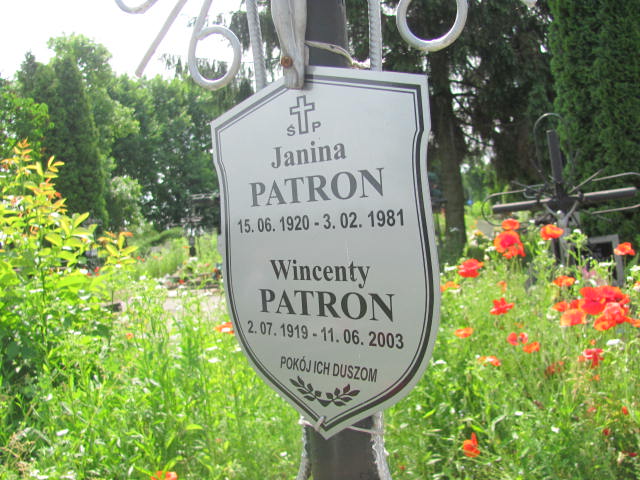 Ś P
Janina
PATRON
15. 06. 1920 - 3. 02. 1981
Wincenty
PATRON
2. 07. 1919 - 11. 06. 2003
POKÓJ ICH DUSZOM